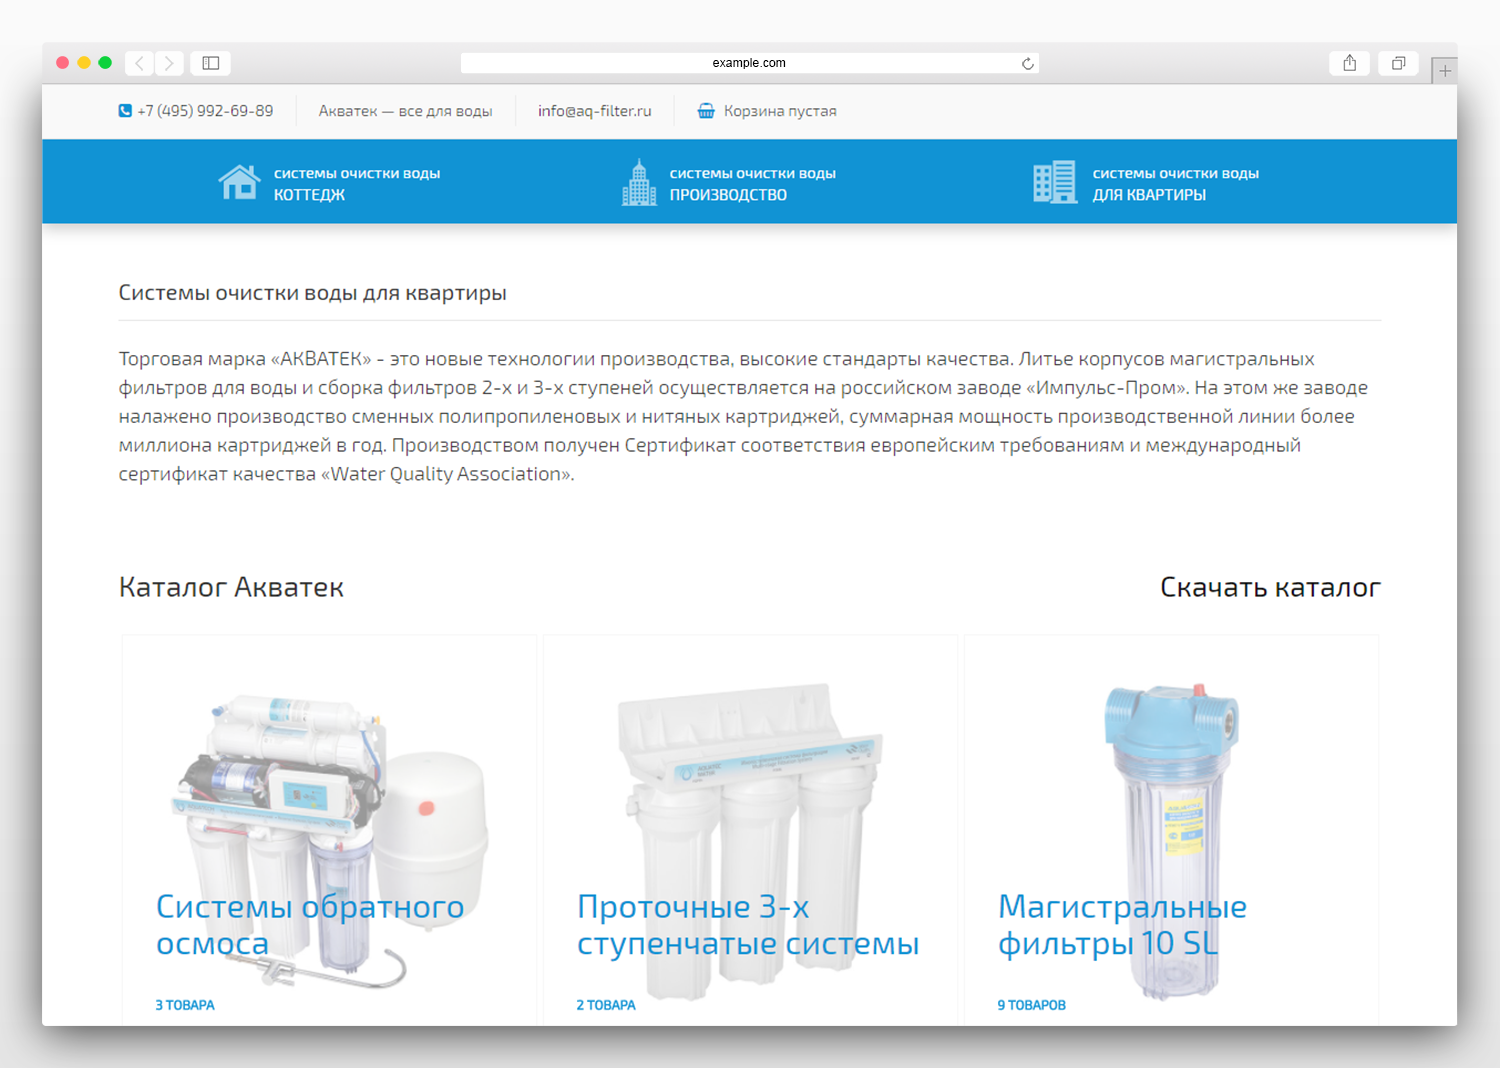 example.com
+7 (495) 992-69-89 Акватек — все для воды info@aq-filter.ru Корзина пустая
системы очистки воды
КОТТЕДЖ
системы очистки воды
ПРОИЗВОДСТВО
системы очистки воды
ДЛЯ КВАРТИРЫ
Системы очистки воды для квартиры
Торговая марка «АКВАТЕК» - это новые технологии производства, высокие стандарты качества. Литье корпусов магистральных
фильтров для воды и сборка фильтров 2-х и 3-х ступеней осуществляется на российском заводе «Импульс-Пром». На этом же заводе
налажено производство сменных полипропиленовых и нитяных картриджей, суммарная мощность производственной линии более
миллиона картриджей в год. Производством получен Сертификат соответствия европейским требованиям и международный
сертификат качества «Water Quality Association».
Каталог Акватек
Скачать каталог
Системы обратного
осмоса
3 ТОВАРА
Проточные 3-х
ступенчатые системы
2 ТОВАРА
Магистральные
фильтры 10 SL
9 ТОВАРОВ